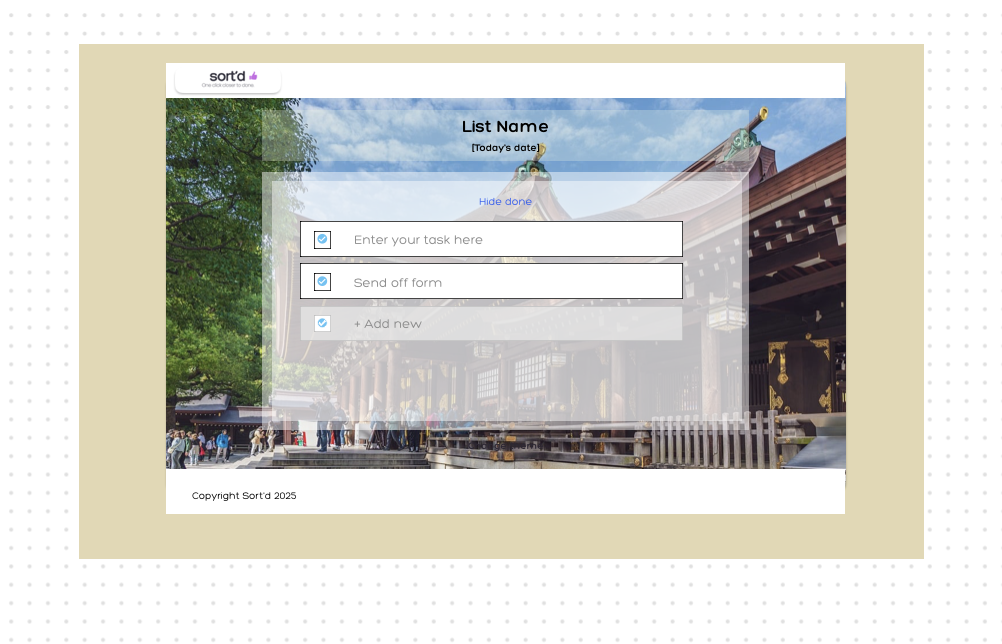 sort'd
One click closer to done.
List Name
[Today's date]
Hide done
Enter your task here
Send off form
+ Add new
Copyright Sort'd 2025